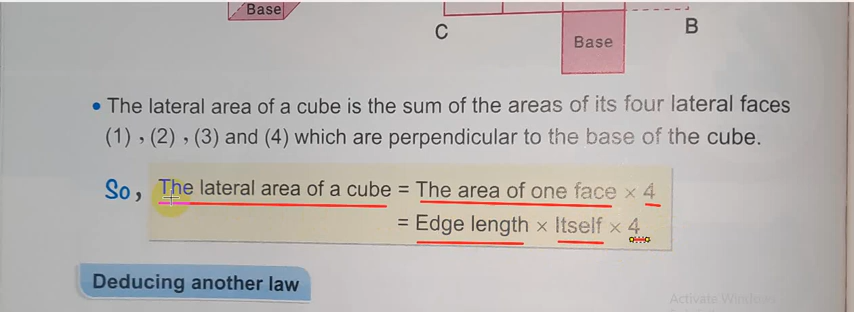 Base
C
B
Base
• The lateral area of a cube is the sum of the areas of its four lateral faces
(1) , (2) , (3) and (4) which are perpendicular to the base of the cube.
So, The lateral area of a cube = The area of one face × 4
= Edge length × Itself × 4
Deducing another law
Activate Windows